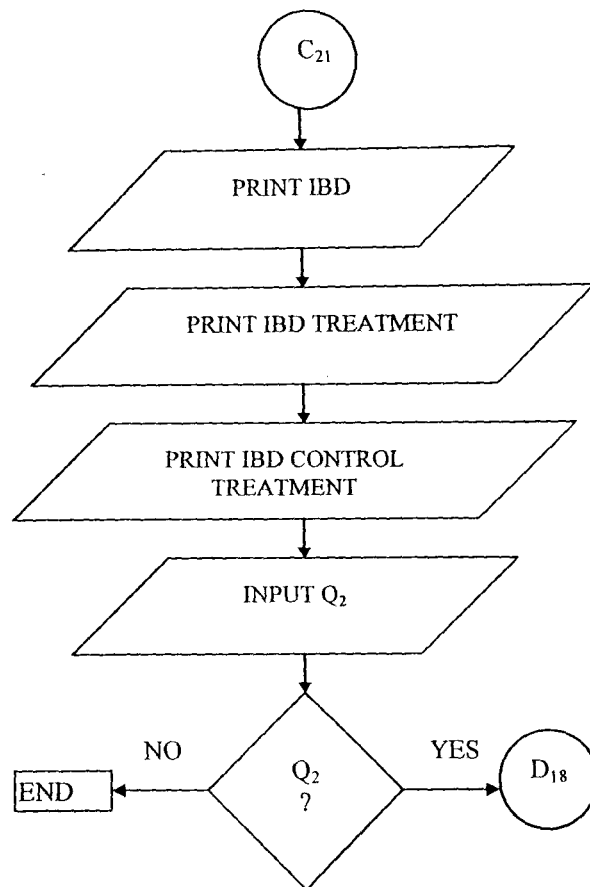 C₂₁
PRINT IBD
PRINT IBD TREATMENT
PRINT IBD CONTROL
TREATMENT
INPUT Q₂
NO
YES
Q₂
?
END
D₁₈